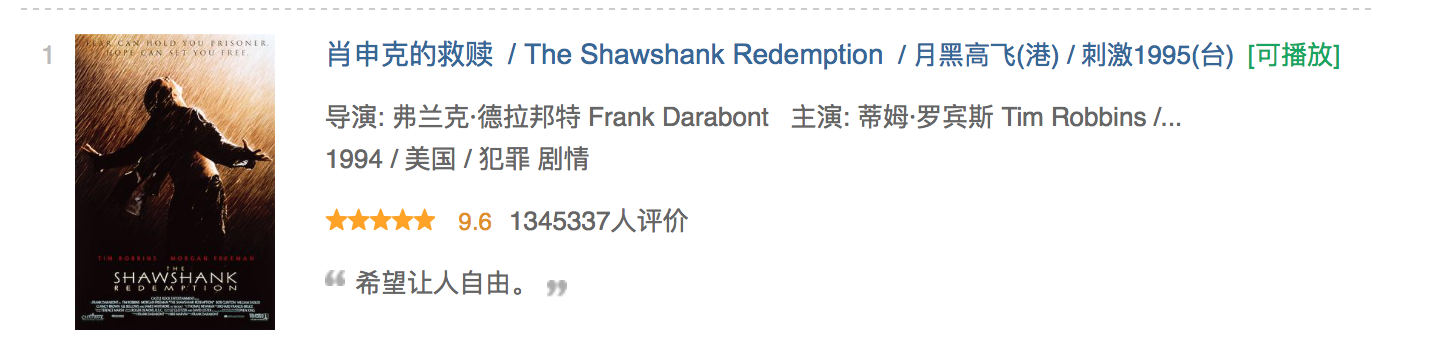 1
FEAR CAN HOLD YOU PRISONER.
HOPE CAN SET YOU FREE.
TIM ROBBINS MORGAN FREEMAN
THE
SHAWSHANK
REDEMPTION
肖申克的救赎 / The Shawshank Redemption / 月黑高飞(港) / 刺激1995(台) [可播放]
导演: 弗兰克·德拉邦特 Frank Darabont 主演: 蒂姆·罗宾斯 Tim Robbins /...
1994 / 美国 / 犯罪 剧情
9.6 1345337人评价
“ 希望让人自由。 ”